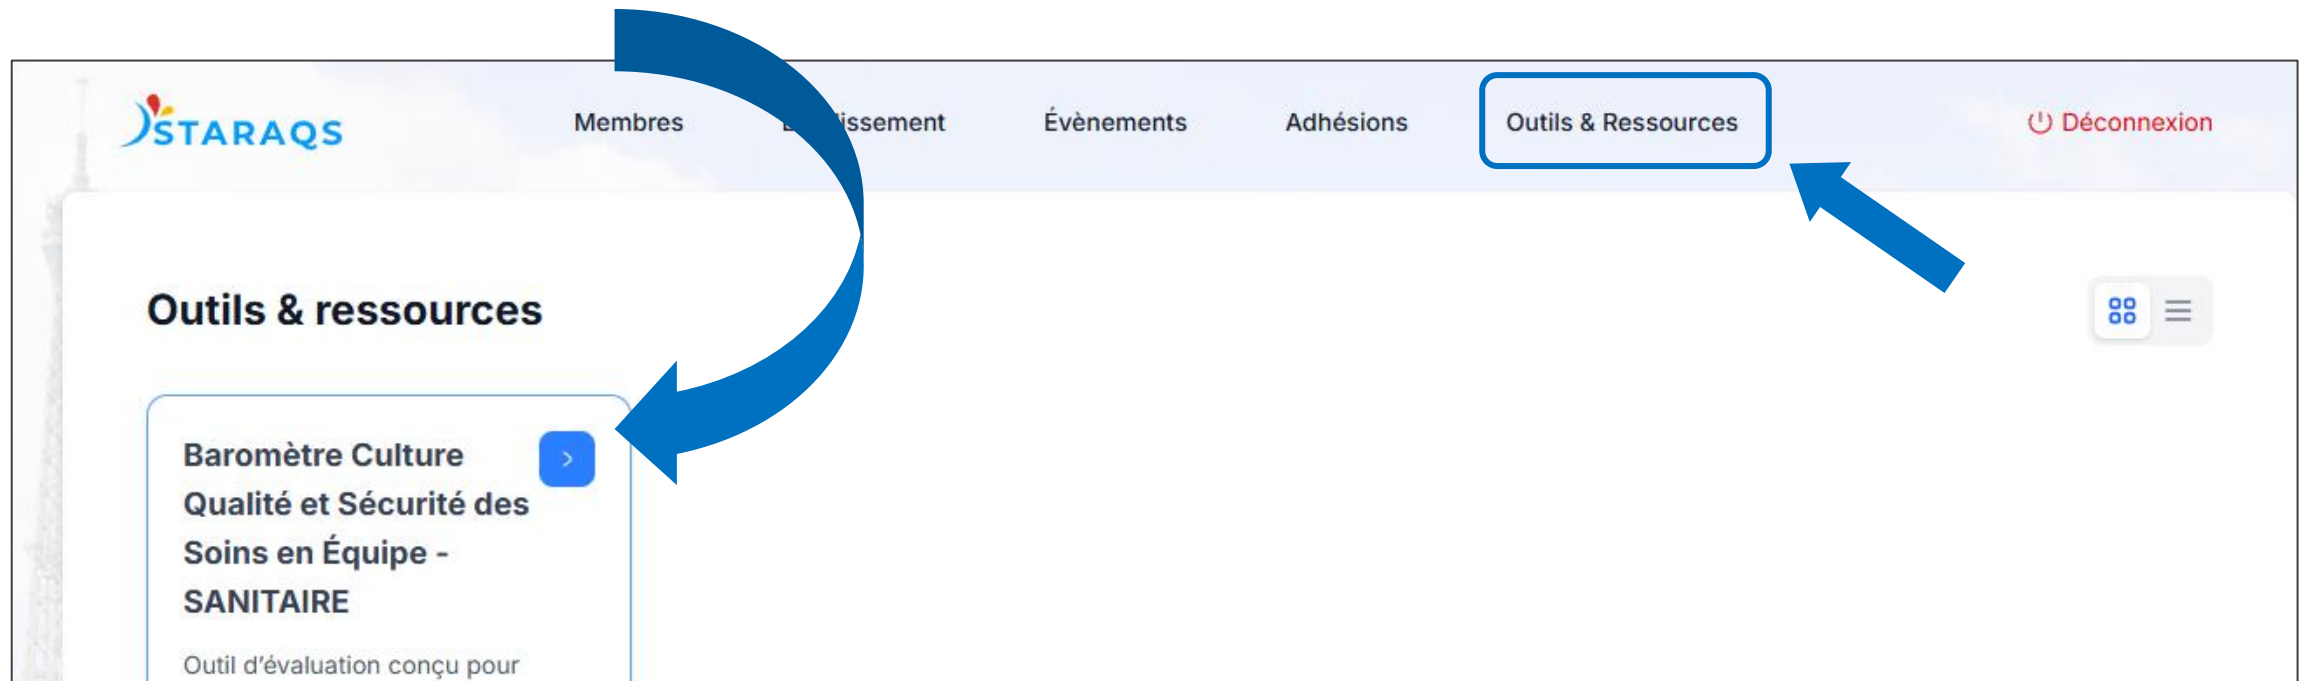 STARAQS
Membres
Évènements
Adhésions
Outils & Ressources
Déconnexion
Outils & ressources
Baromètre Culture
Qualité et Sécurité des
Soins en Équipe -
SANITAIRE
Outil d’évaluation conçu pour